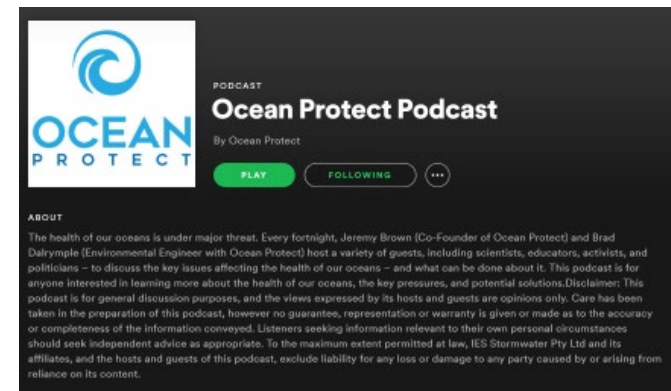 OCEAN
PROTECT
PODCAST
Ocean Protect Podcast
By Ocean Protect
PLAY
FOLLOWING
ABOUT
The health of our oceans is under major threat. Every fortnight, Jeremy Brown (Co-Founder of Ocean Protect) and Brad
Dalrymple (Environmental Engineer with Ocean Protect) host a variety of guests, including scientists, educators, activists, and
politicians – to discuss the key issues affecting the health of our oceans – and what can be done about it. This podcast is for
anyone interested in learning more about the health of our oceans, the key pressures, and potential solutions.Disclaimer: This
podcast is for general discussion purposes, and the views expressed by its hosts and guests are opinions only. Care has been
taken in the preparation of this podcast, however no guarantee, representation or warranty is given or made as to the accuracy
or completeness of the information conveyed. Listeners seeking information relevant to their own personal circumstances
should seek independent advice as appropriate. To the maximum extent permitted at law, IES Stormwater Pty Ltd and its
affiliates, and the hosts and guests of this podcast, exclude liability for any loss or damage to any party caused by or arising from
reliance on its content.